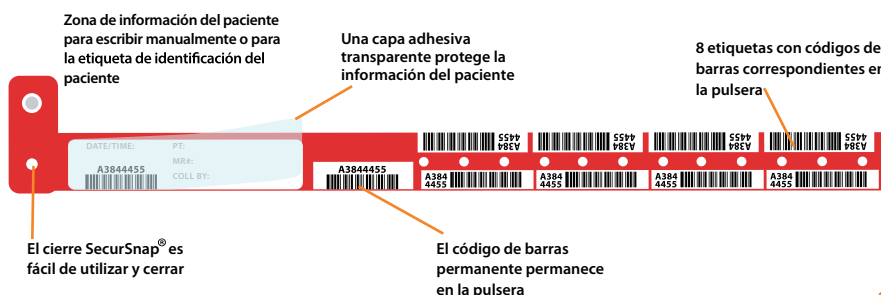 Zona de información del paciente
para escribir manualmente o para
la etiqueta de identificación del
paciente
Una capa adhesiva
transparente protege la
información del paciente
8 etiquetas con códigos de
barras correspondientes en
la pulsera
DATE/TIME:
PT:
MR#:
COLL BY:
A3844455
A3844455
A384
4455
A384
4455
A384
4455
A384
4455
A384
4455
A384
4455
A384
4455
A384
4455
El cierre SecurSnap® es
fácil de utilizar y cerrar
El código de barras
permanente permanece
en la pulsera